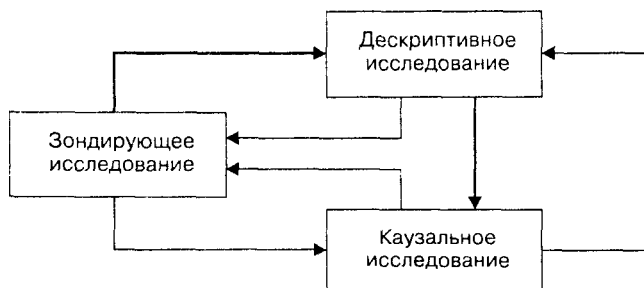 Дескриптивное
исследование
Зондирующее
исследование
Каузальное
исследование